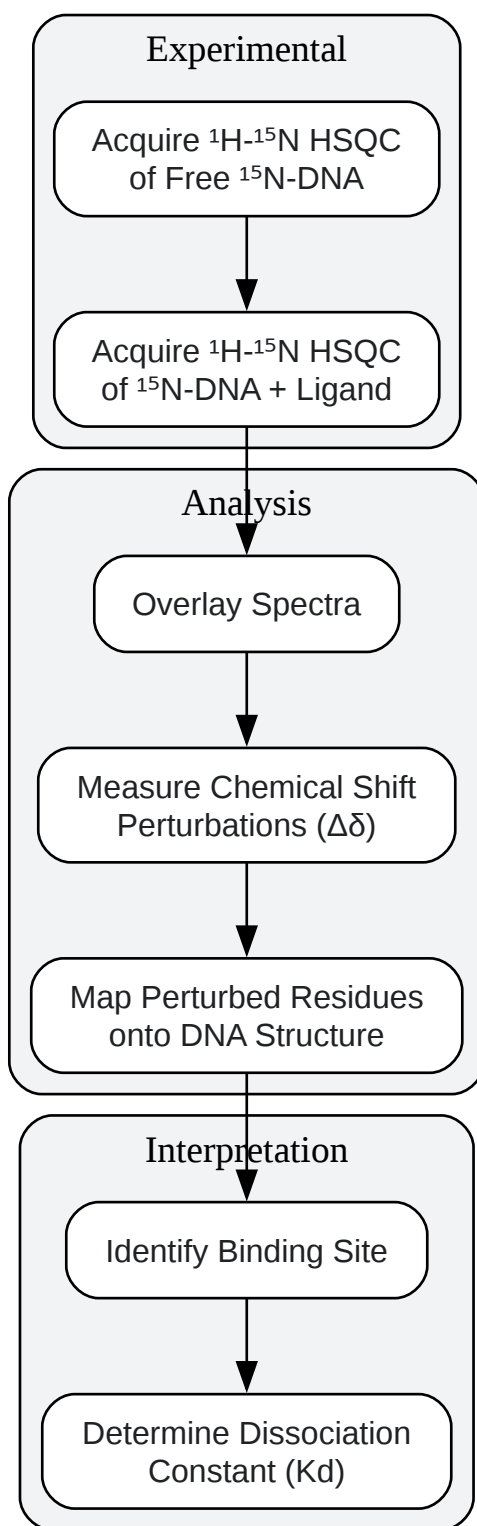 Experimental
Acquire ¹H-¹⁵N HSQC
of Free ¹⁵N-DNA
Acquire ¹H-¹⁵N HSQC
of ¹⁵N-DNA + Ligand
Analysis
Overlay Spectra
Measure Chemical Shift
Perturbations (Δδ)
Map Perturbed Residues
onto DNA Structure
Interpretation
Identify Binding Site
Determine Dissociation
Constant (Kd)